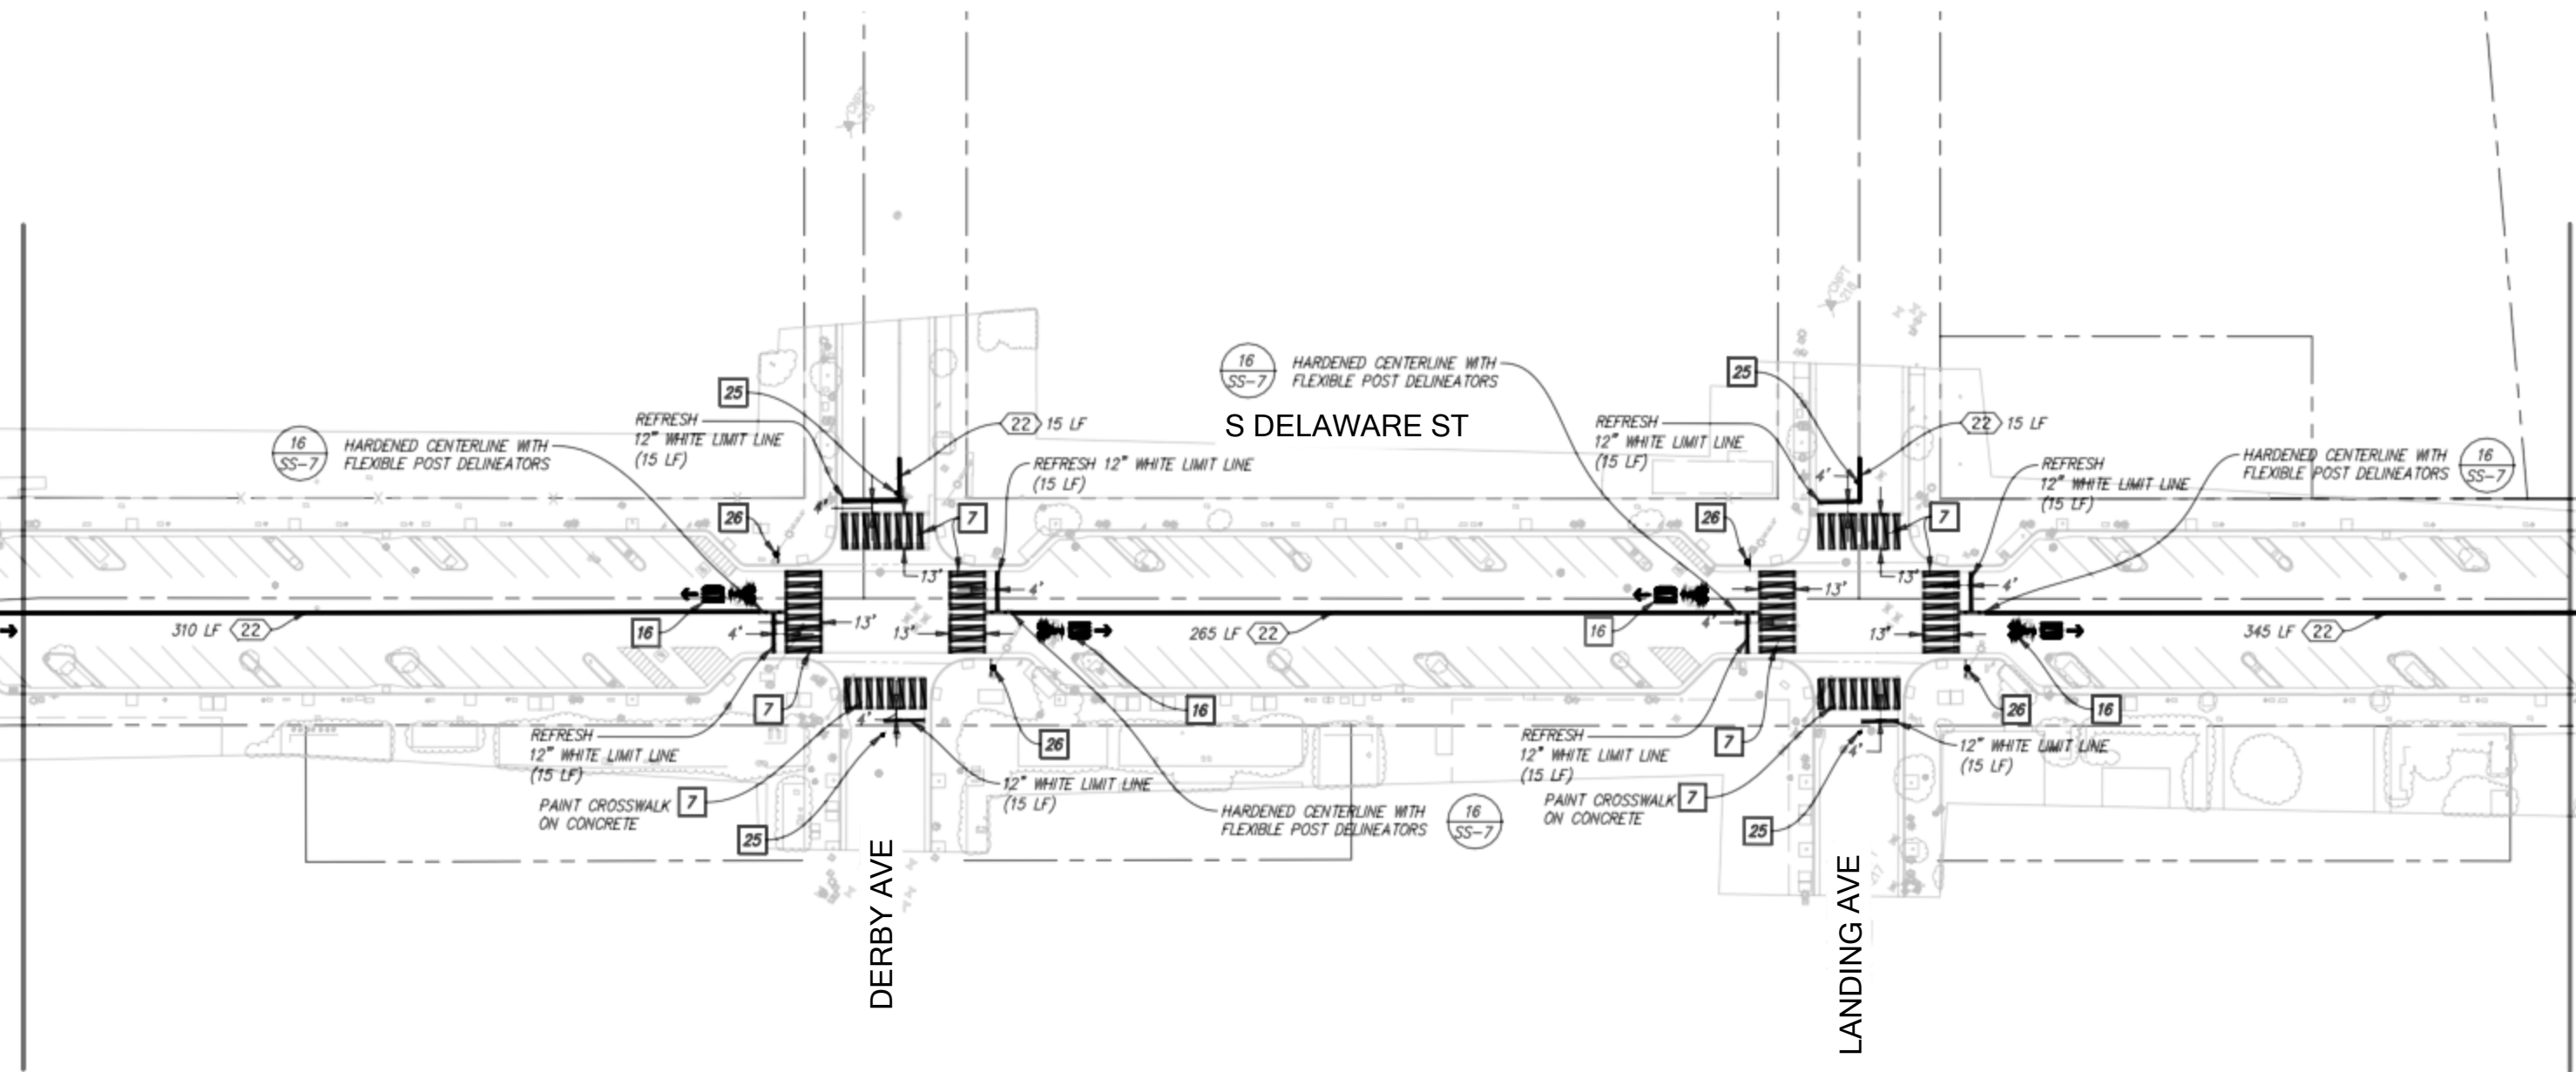 CNPT
CNPT
218
16
SS-7
HARDENED CENTERLINE WITH
FLEXIBLE POST DELINEATORS
S DELAWARE ST
25
25
REFRESH
12" WHITE LIMIT LINE
(15 LF)
22
15 LF
REFRESH
12" WHITE LIMIT LINE
(15 LF)
22
15 LF
16
SS-7
HARDENED CENTERLINE WITH
FLEXIBLE POST DELINEATORS
REFRESH 12" WHITE LIMIT LINE
(15 LF)
HARDENED CENTERLINE WITH
FLEXIBLE POST DELINEATORS
16
SS-7
REFRESH
12" WHITE LIMIT LINE
(15 LF)
4'
4'
26
7
26
7
13'
4'
13'
4'
13'
13'
310 LF
22
16
4'
13'
265 LF
22
16
4'
13'
345 LF
22
7
16
26
16
4'
REFRESH
12" WHITE LIMIT LINE
(15 LF)
26
REFRESH
12" WHITE LIMIT LINE
(15 LF)
7
4'
12" WHITE LIMIT LINE
(15 LF)
12" WHITE LIMIT LINE
(15 LF)
PAINT CROSSWALK
ON CONCRETE
7
25
HARDENED CENTERLINE WITH
FLEXIBLE POST DELINEATORS
16
SS-7
PAINT CROSSWALK
ON CONCRETE
7
25
DERBY AVE
LANDING AVE